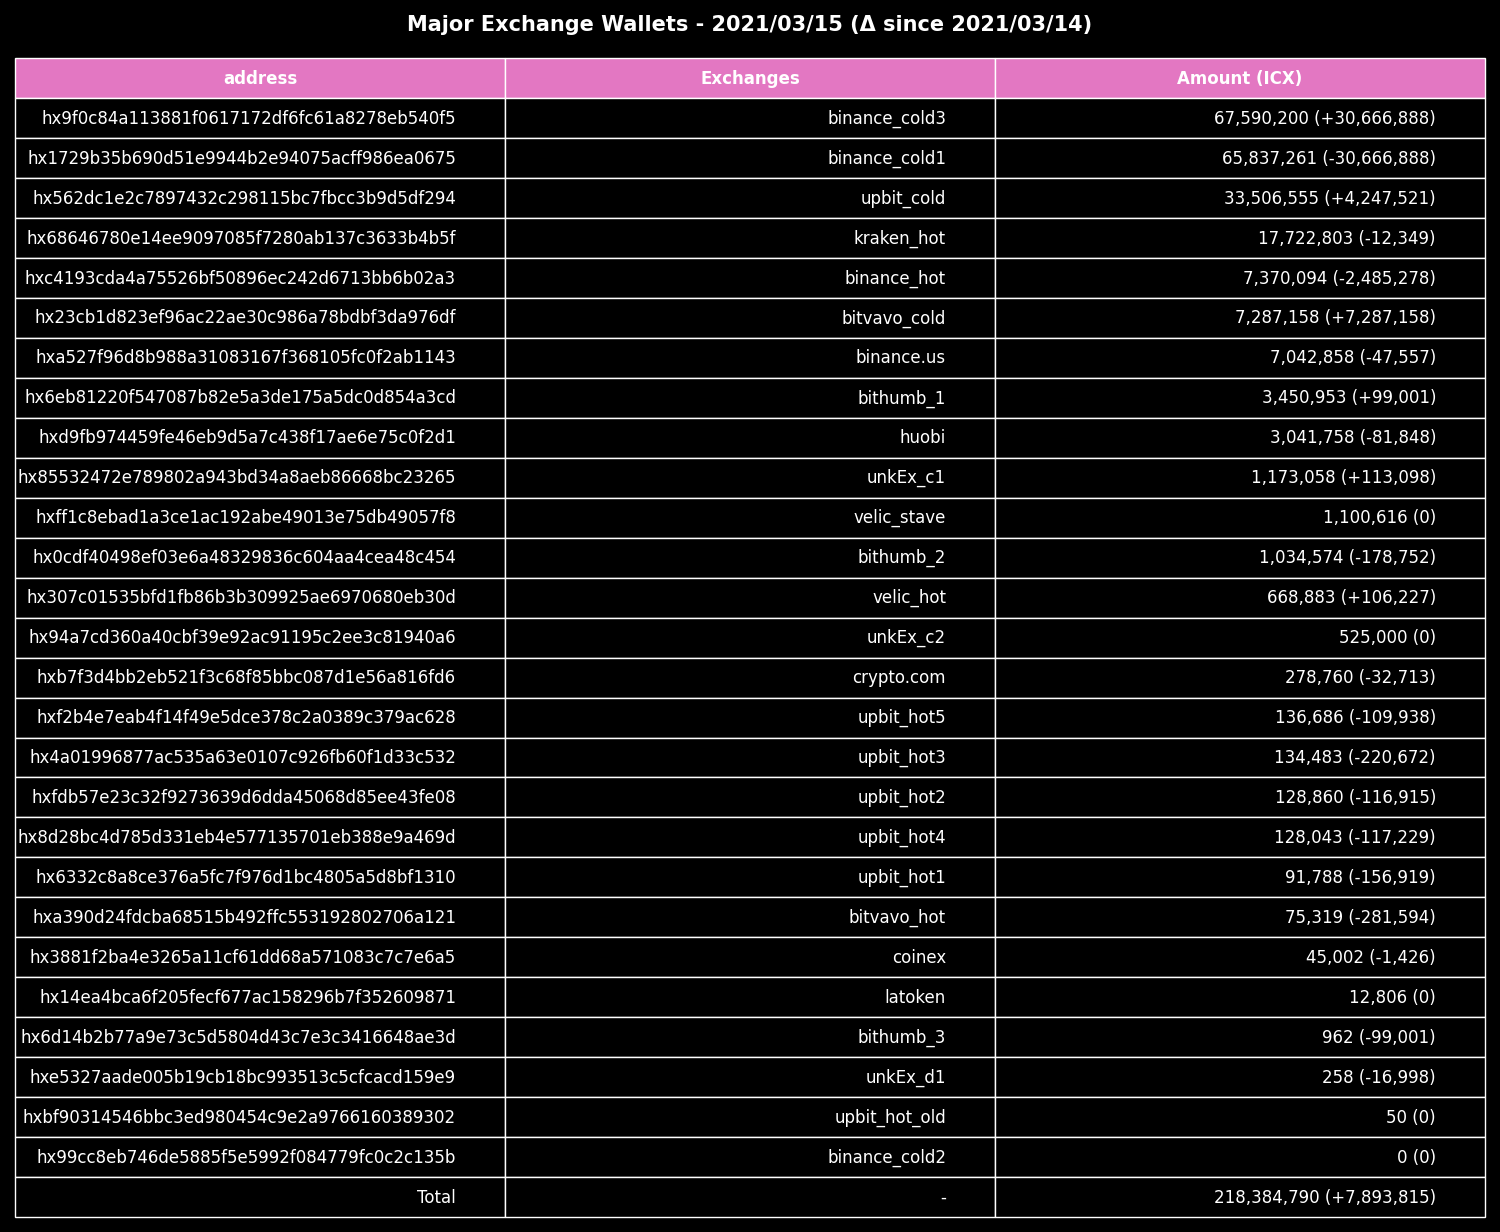 Major Exchange Wallets - 2021/03/15 (Δ since 2021/03/14)
address Exchanges Amount (ICX)
hx9f0c84a113881f0617172df6fc61a8278eb540f5 binance_cold3 67,590,200 (+30,666,888)
hx1729b35b690d51e9944b2e94075acff986ea0675 binance_cold1 65,837,261 (-30,666,888)
hx562dc1e2c7897432c298115bc7fbcc3b9d5df294 upbit_cold 33,506,555 (+4,247,521)
hx68646780e14ee9097085f7280ab137c3633b4b5f kraken_hot 17,722,803 (-12,349)
hxc4193cda4a75526bf50896ec242d6713bb6b02a3 binance_hot 7,370,094 (-2,485,278)
hx23cb1d823ef96ac22ae30c986a78bdbf3da976df bitvavo_cold 7,287,158 (+7,287,158)
hxa527f96d8b988a31083167f368105fc0f2ab1143 binance.us 7,042,858 (-47,557)
hx6eb81220f547087b82e5a3de175a5dc0d854a3cd bithumb_1 3,450,953 (+99,001)
hxd9fb974459fe46eb9d5a7c438f17ae6e75c0f2d1 huobi 3,041,758 (-81,848)
hx85532472e789802a943bd34a8aeb86668bc23265 unkEx_c1 1,173,058 (+113,098)
hxff1c8ebad1a3ce1ac192abe49013e75db49057f8 velic_stave 1,100,616 (0)
hx0cdf40498ef03e6a48329836c604aa4cea48c454 bithumb_2 1,034,574 (-178,752)
hx307c01535bfd1fb86b3b309925ae6970680eb30d velic_hot 668,883 (+106,227)
hx94a7cd360a40cbf39e92ac91195c2ee3c81940a6 unkEx_c2 525,000 (0)
hxb7f3d4bb2eb521f3c68f85bbc087d1e56a816fd6 crypto.com 278,760 (-32,713)
hxf2b4e7eab4f14f49e5dce378c2a0389c379ac628 upbit_hot5 136,686 (-109,938)
hx4a01996877ac535a63e0107c926fb60f1d33c532 upbit_hot3 134,483 (-220,672)
hxfdb57e23c32f9273639d6dda45068d85ee43fe08 upbit_hot2 128,860 (-116,915)
hx8d28bc4d785d331eb4e577135701eb388e9a469d upbit_hot4 128,043 (-117,229)
hx6332c8a8ce376a5fc7f976d1bc4805a5d8bf1310 upbit_hot1 91,788 (-156,919)
hxa390d24fdcba68515b492ffc553192802706a121 bitvavo_hot 75,319 (-281,594)
hx3881f2ba4e3265a11cf61dd68a571083c7c7e6a5 coinex 45,002 (-1,426)
hx14ea4bca6f205fecf677ac158296b7f352609871 latoken 12,806 (0)
hx6d14b2b77a9e73c5d5804d43c7e3c3416648ae3d bithumb_3 962 (-99,001)
hxe5327aade005b19cb18bc993513c5cfcacd159e9 unkEx_d1 258 (-16,998)
hxbf90314546bbc3ed980454c9e2a9766160389302 upbit_hot_old 50 (0)
hx99cc8eb746de5885f5e5992f084779fc0c2c135b binance_cold2 0 (0)
Total - 218,384,790 (+7,893,815)